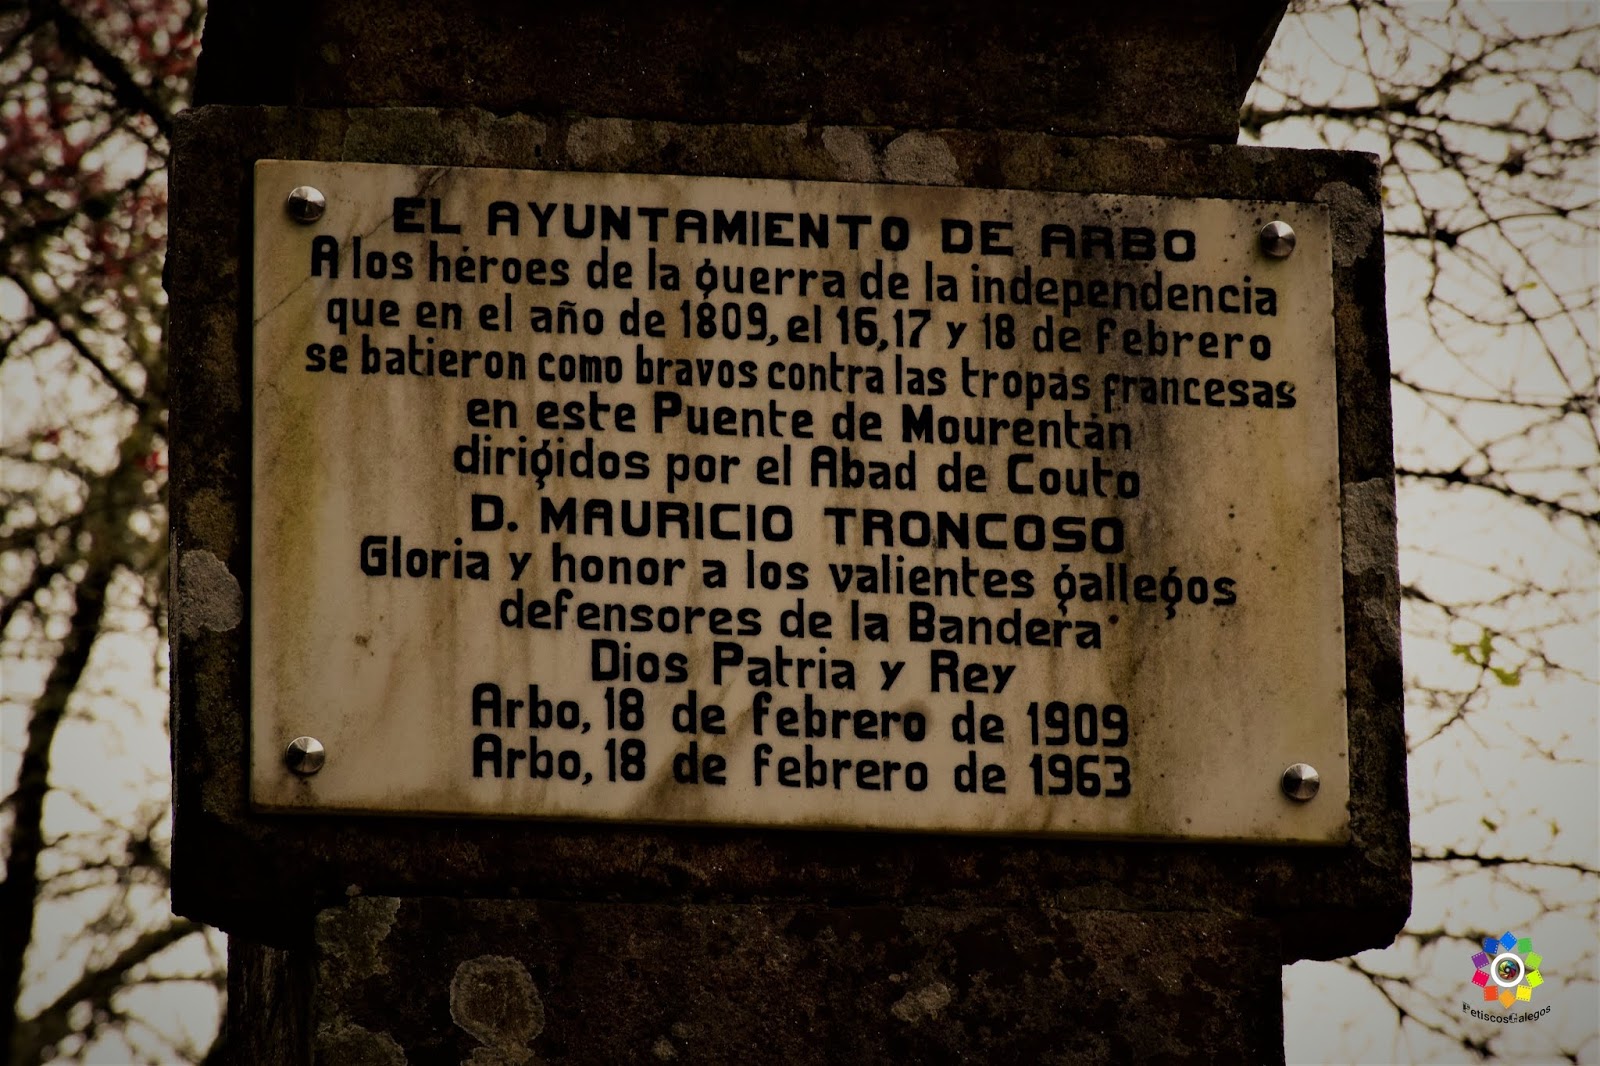 EL AYUNTAMIENTO DE ARBO
A los héroes de la guerra de la independencia
que en el año de 1809, el 16,17 y 18 de febrero
se batieron como bravos contra las tropas francesas
en este Puente de Mourentán
dirigidos por el Abad de Couto
D. MAURICIO TRONCOSO
Gloria y honor a los valientes gallegos
defensores de la Bandera
Dios Patria y Rey
Arbo, 18 de febrero de 1909
Arbo, 18 de febrero de 1963
PetiscosGalegos